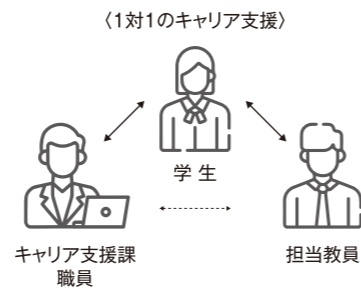 〈1対1のキャリア支援〉
学 生
キャリア支援課
職員
担当教員